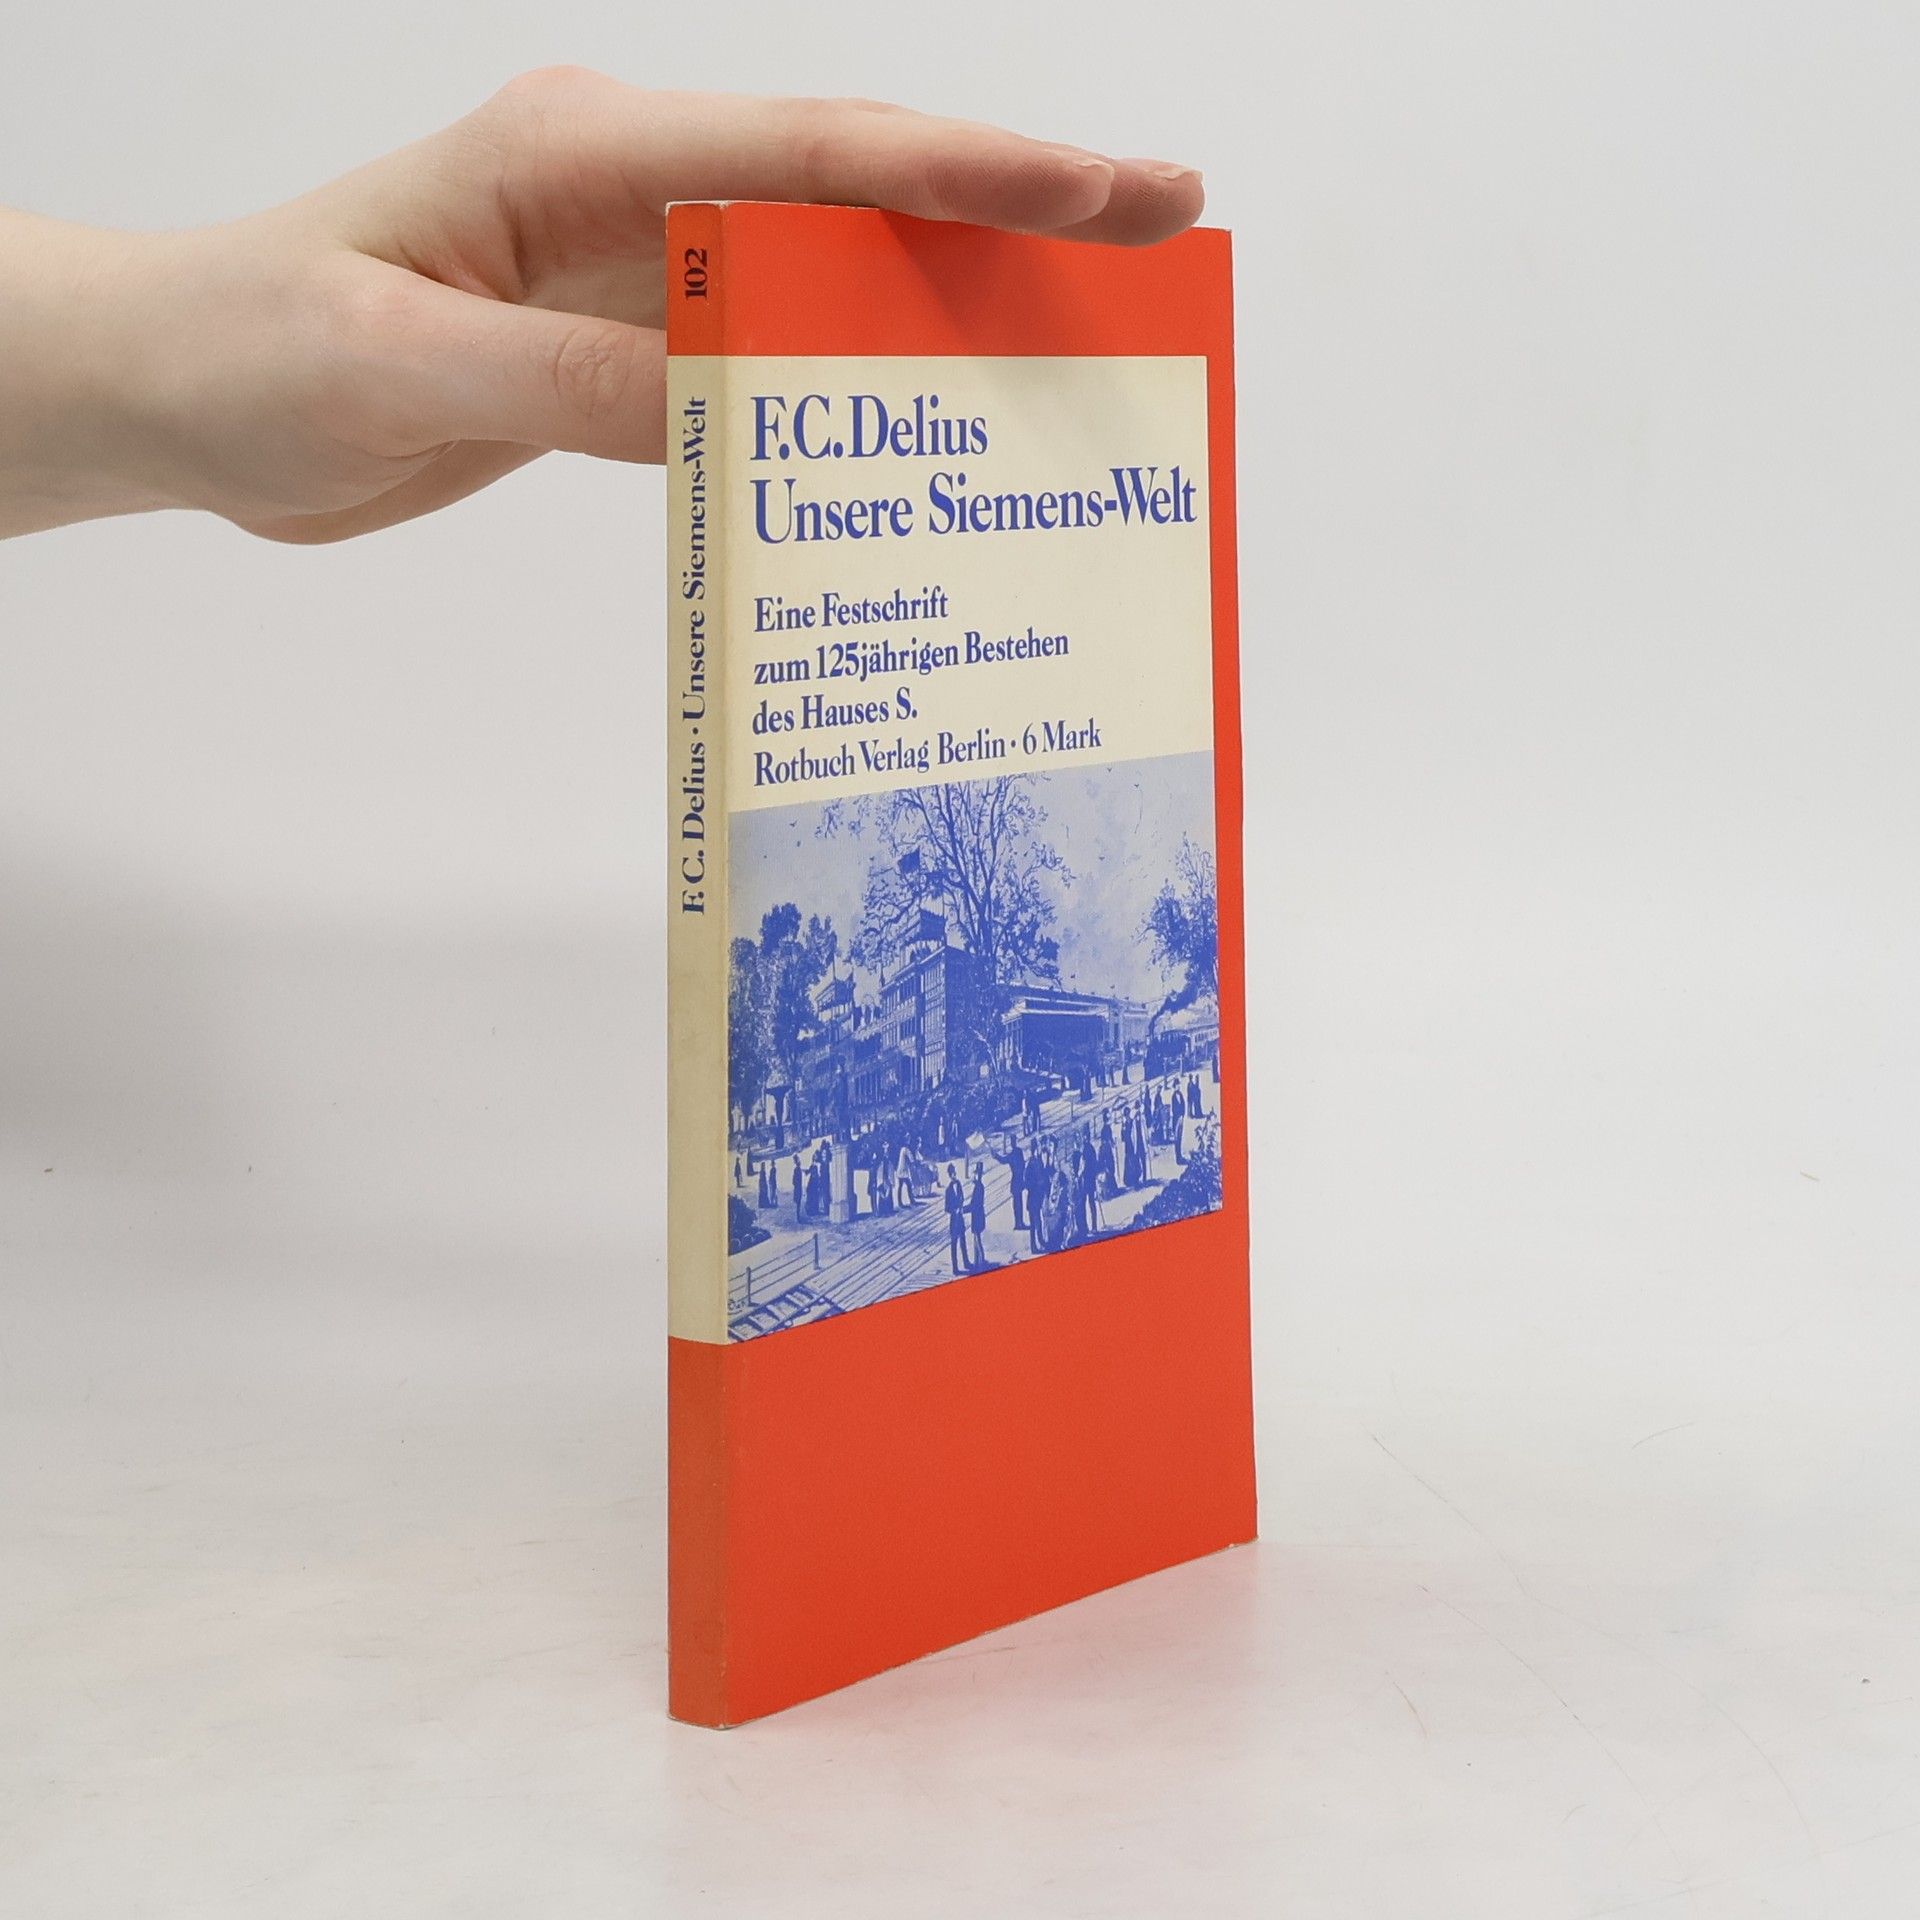 102
F. C. Delius · Unsere Siemens-Welt
F.C. Delius
Unsere Siemens-Welt
Eine Festschrift
zum 125jährigen Bestehen
des Hauses S.
Rotbuch Verlag Berlin · 6 Mark